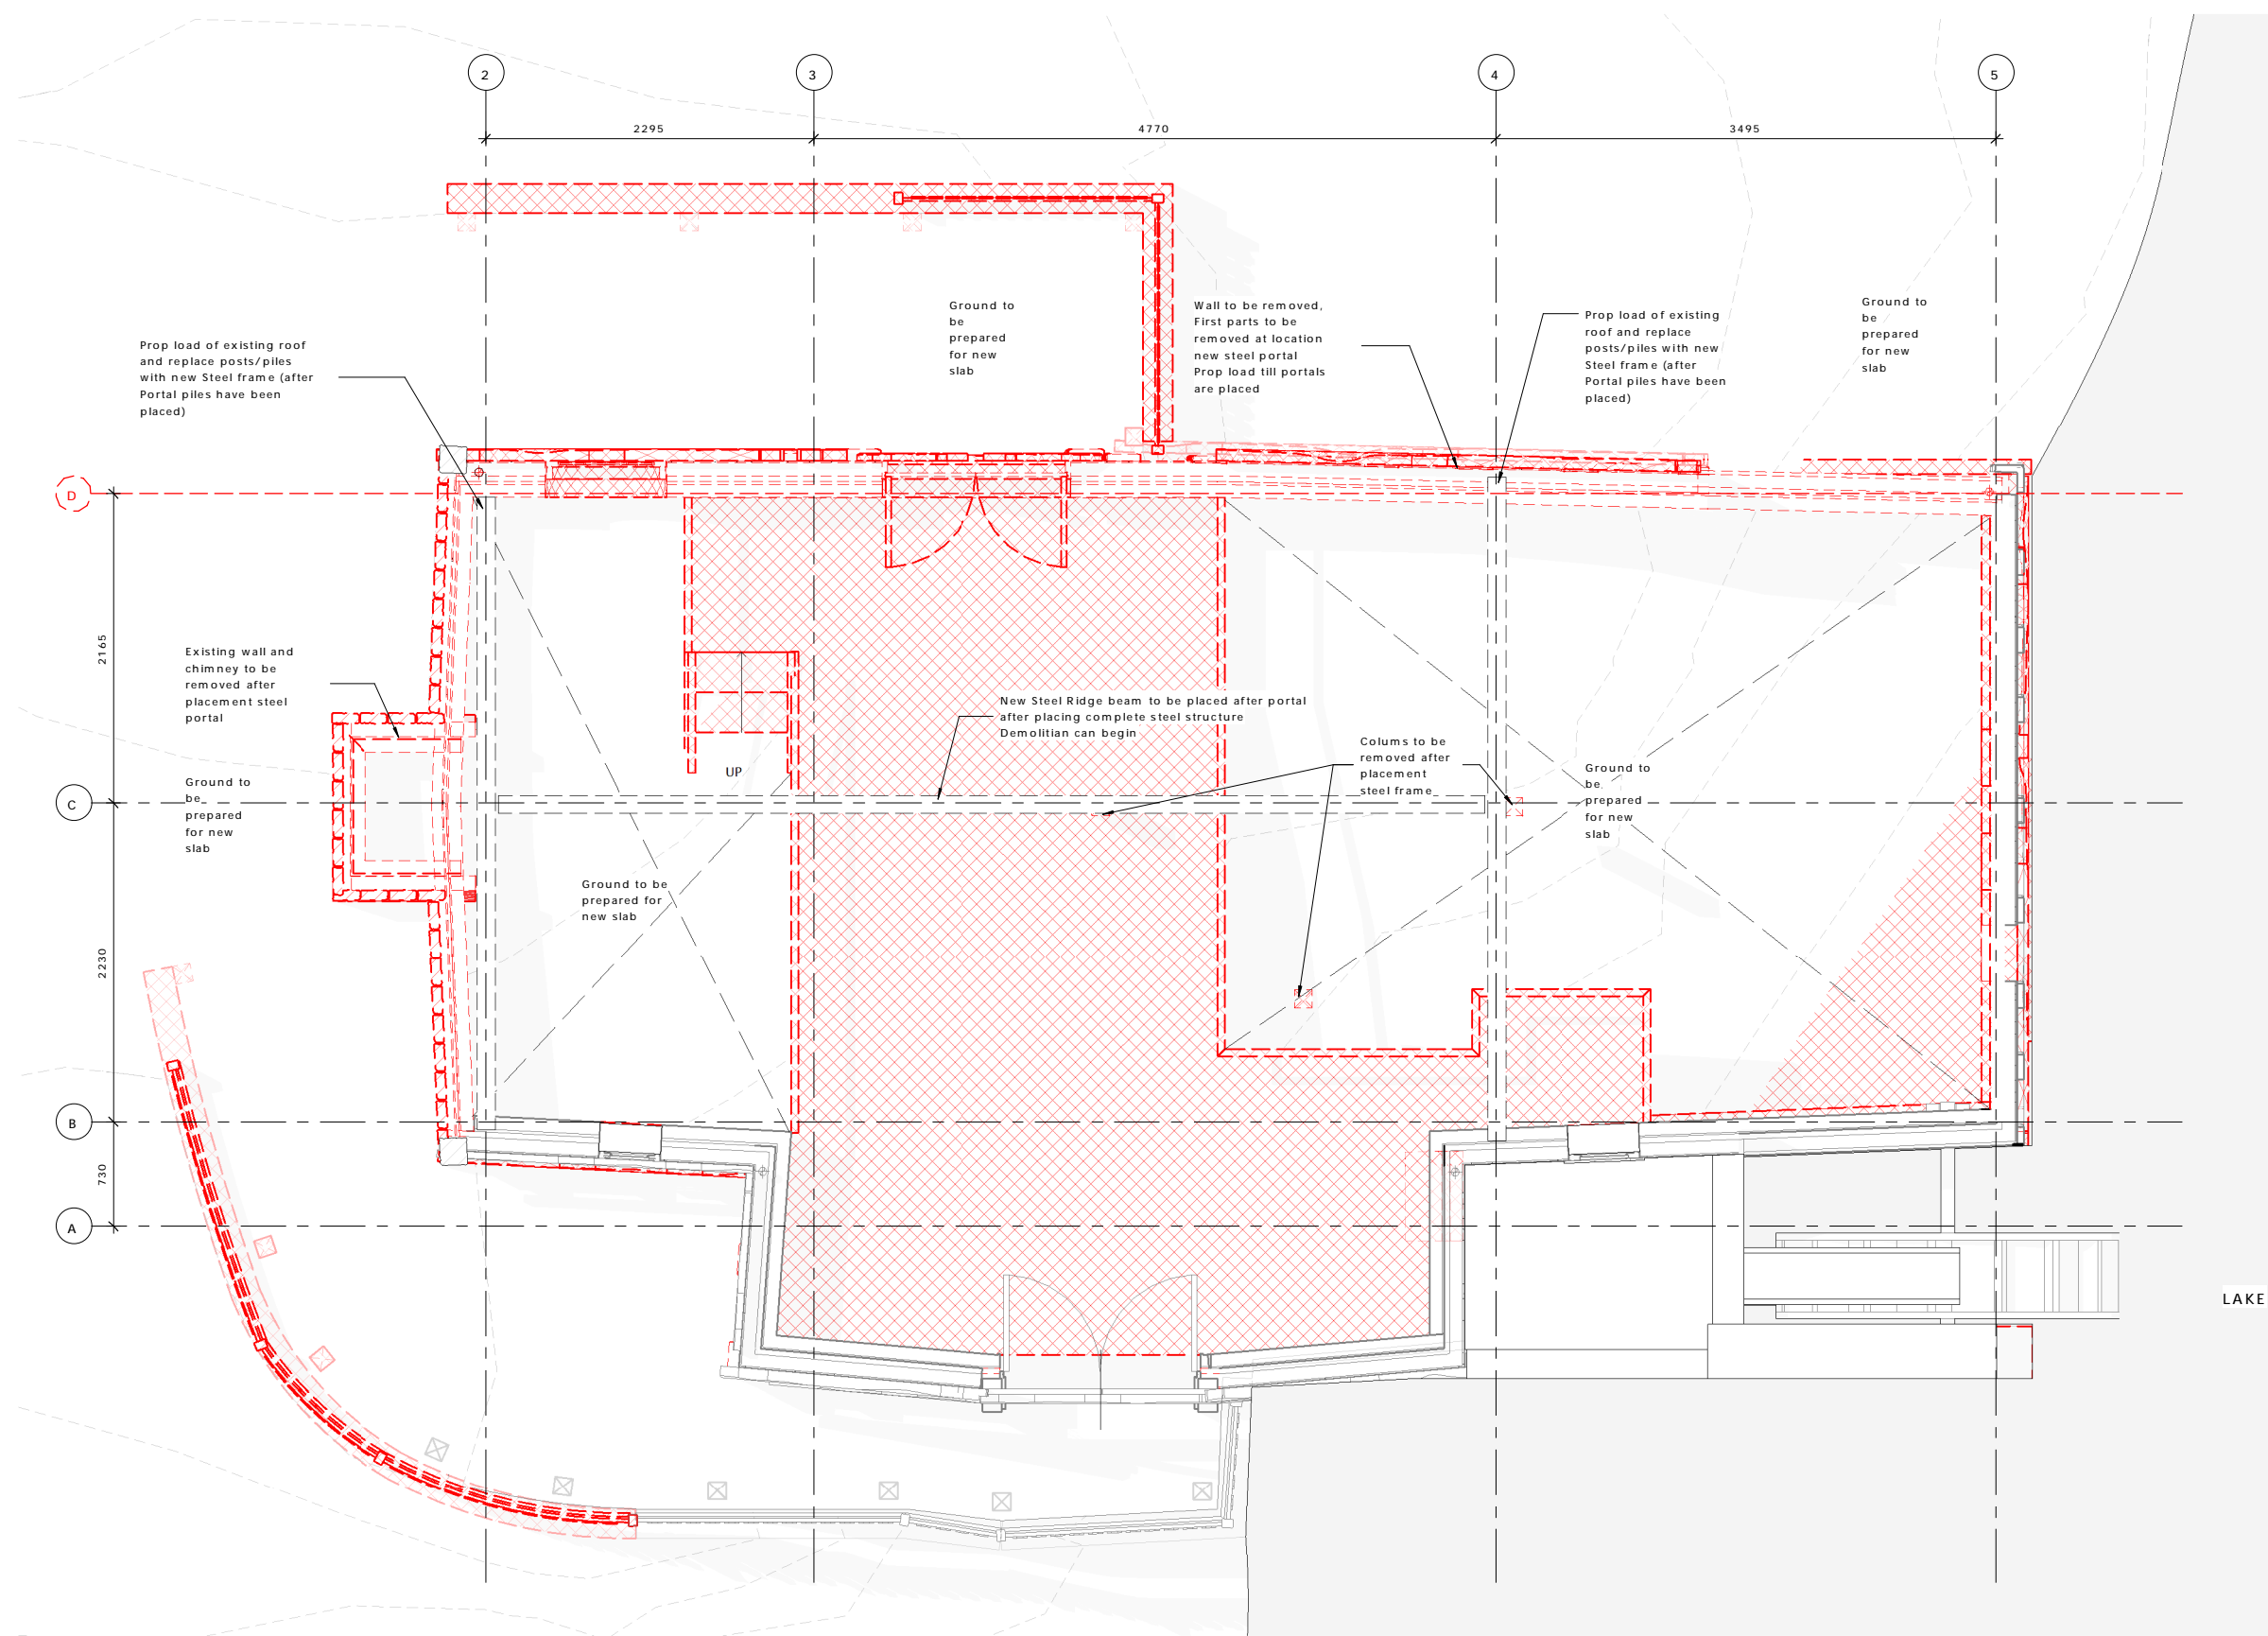 2
3
4
5
2295
4770
3495
Ground to
be
prepared
for new
slab
Wall to be removed,
First parts to be
removed at location
new steel portal
Prop load till portals
are placed
Prop load of existing
roof and replace
posts/piles with new
Steel frame (after
Portal piles have been
placed)
Ground to
be
prepared
for new
slab
Prop load of existing roof
and replace posts/piles
with new Steel frame (after
Portal piles have been
placed)
D
2165
Existing wall and
chimney to be
removed after
placement steel
portal
New Steel Ridge beam to be placed after portal
after placing complete steel structure
Demolitian can begin
Colums to be
removed after
placement
steel frame
UP
Ground to
be
prepared
for new
slab
Ground to
be
prepared
for new
slab
C
Ground to be
prepared for
new slab
2230
B
730
A
LAKE